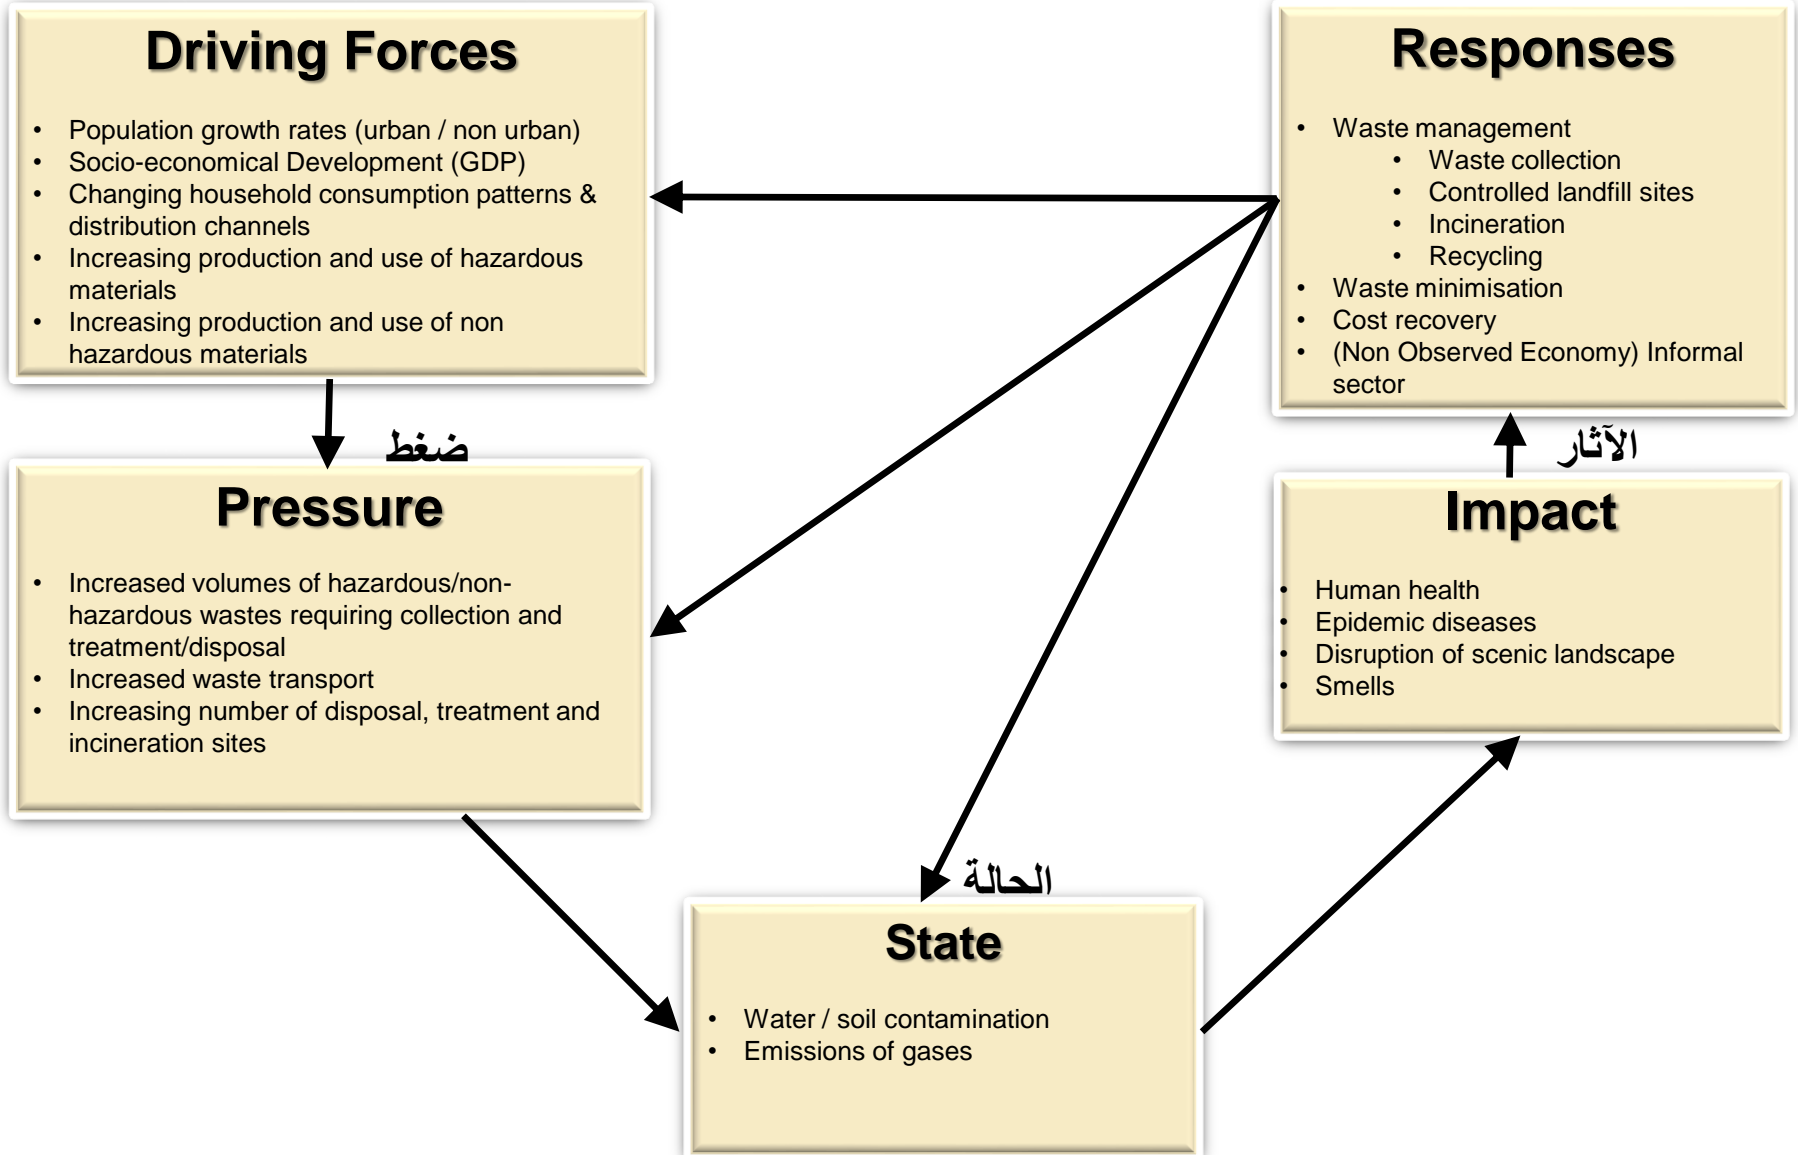 Driving Forces
• Population growth rates (urban / non urban)
• Socio-economical Development (GDP)
• Changing household consumption patterns &
distribution channels
• Increasing production and use of hazardous
materials
• Increasing production and use of non
hazardous materials
Responses
• Waste management
• Waste collection
• Controlled landfill sites
• Incineration
• Recycling
• Waste minimisation
• Cost recovery
• (Non Observed Economy) Informal
sector
ضغط
Pressure
• Increased volumes of hazardous/non-
hazardous wastes requiring collection and
treatment/disposal
• Increased waste transport
• Increasing number of disposal, treatment and
incineration sites
الآثار
Impact
• Human health
• Epidemic diseases
• Disruption of scenic landscape
• Smells
الحالة
State
• Water / soil contamination
• Emissions of gases